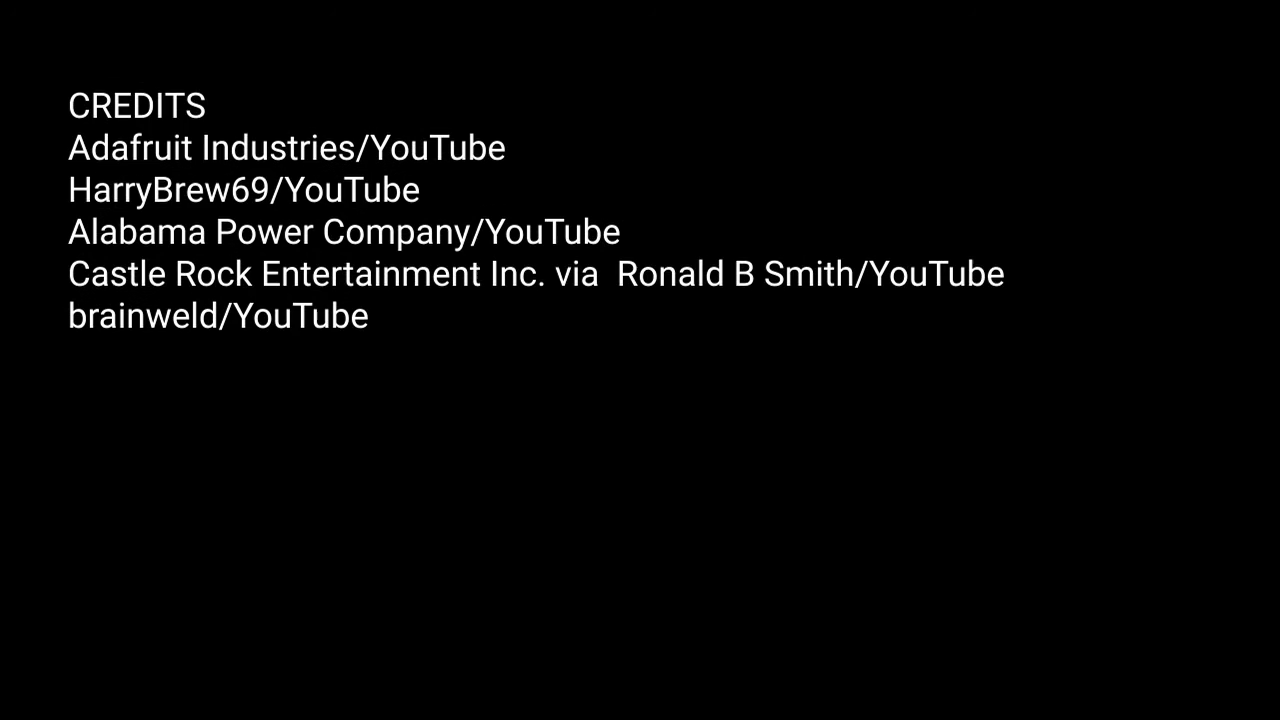 CREDITS
Adafruit Industries/YouTube
HarryBrew69/YouTube
Alabama Power Company/YouTube
Castle Rock Entertainment Inc. via  Ronald B Smith/YouTube
brainweld/YouTube